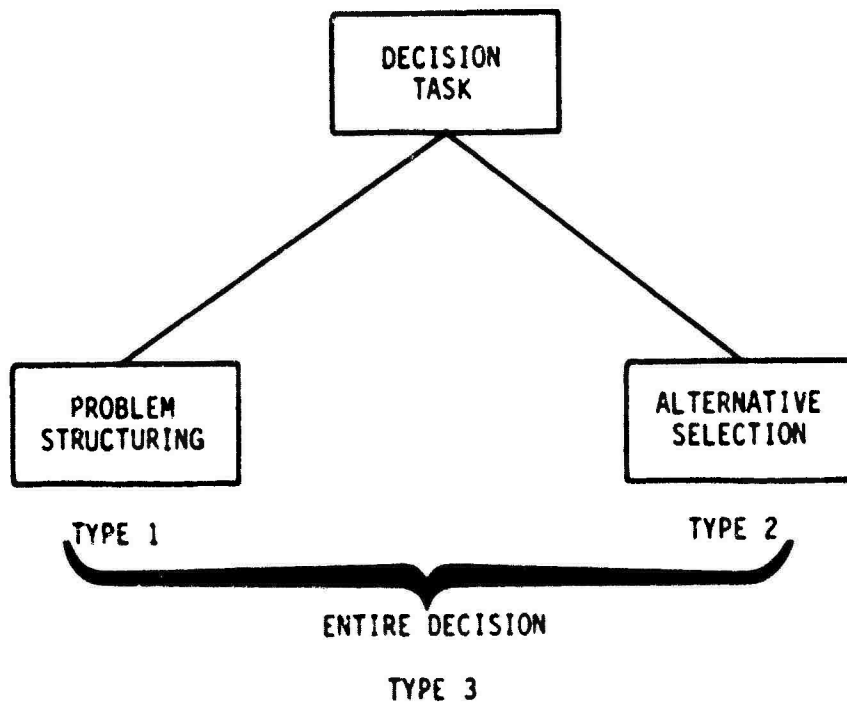 DECISION
TASK
PROBLEM
STRUCTURING
ALTERNATIVE
SELECTION
TYPE 1
TYPE 2
ENTIRE DECISION
TYPE 3